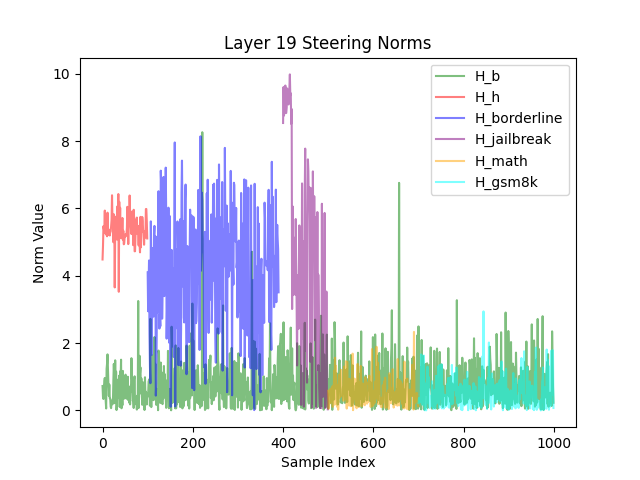 Layer 19 Steering Norms
Norm Value
10
8
6
4
2
0
0
200
400
600
800
1000
Sample Index
H_b
H_h
H_borderline
H_jailbreak
H_math
H_gsm8k